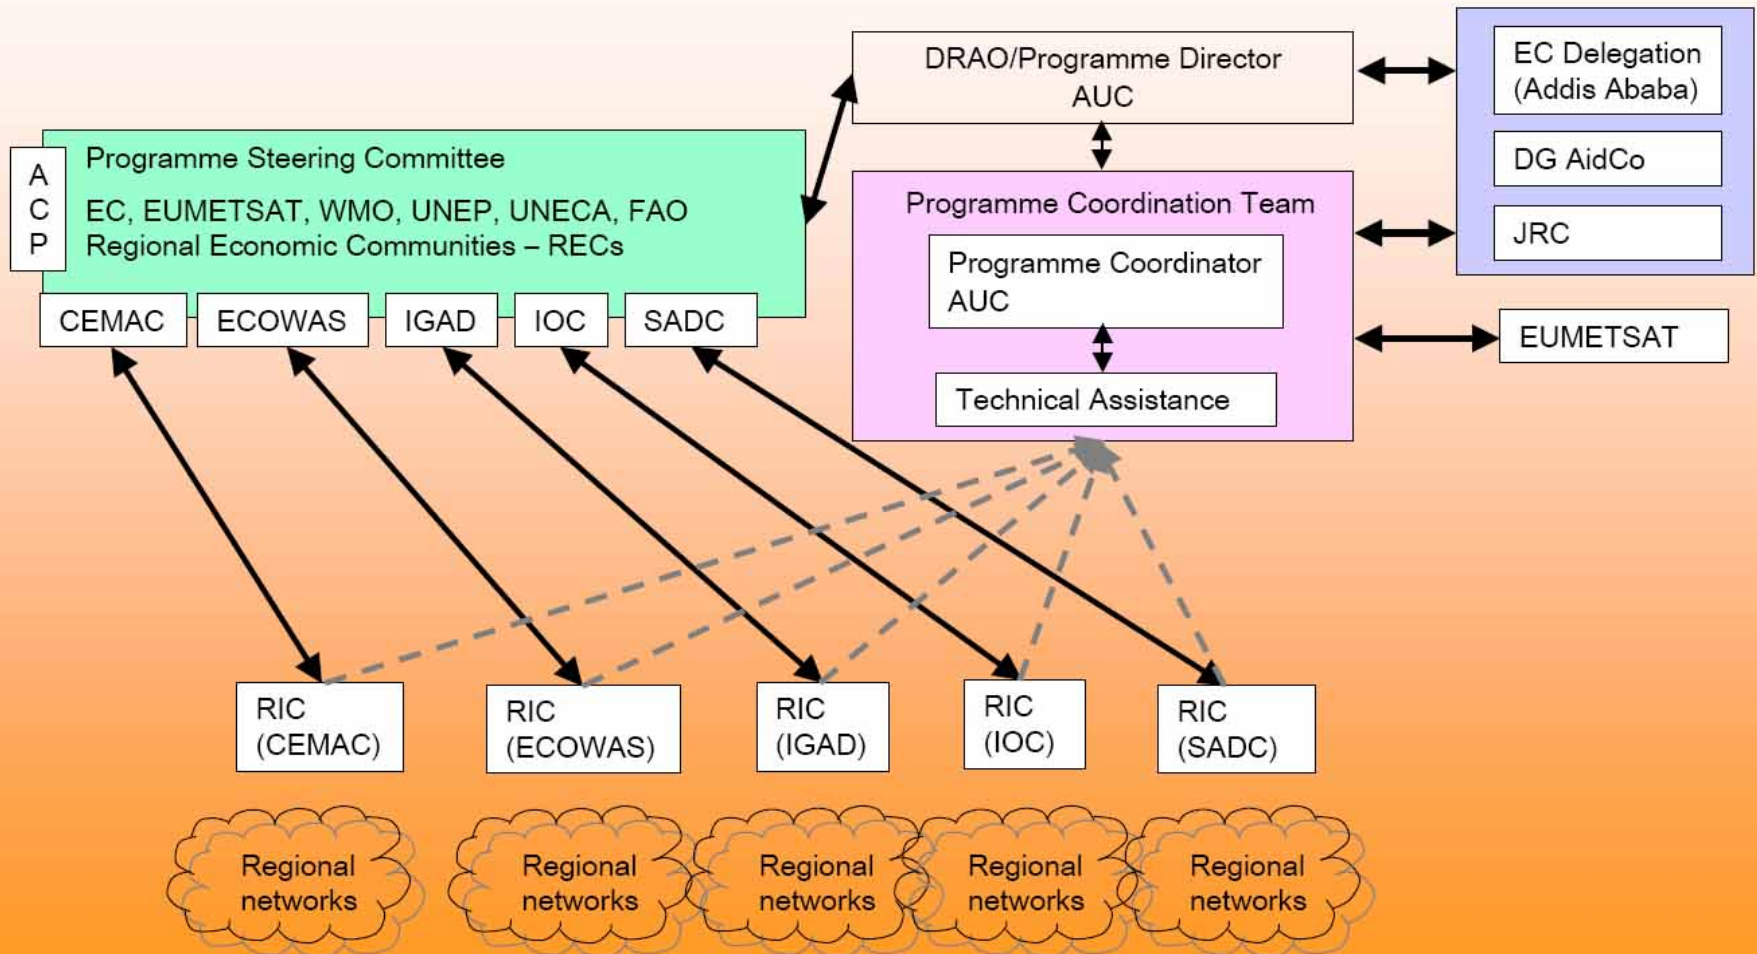 DRAO/Programme Director
AUC
EC Delegation
(Addis Ababa)
DG AidCo
JRC
A
C
P
Programme Steering Committee
EC, EUMETSAT, WMO, UNEP, UNECA, FAO
Regional Economic Communities – RECs
CEMAC
ECOWAS
IGAD
IOC
SADC
Programme Coordination Team
Programme Coordinator
AUC
Technical Assistance
EUMETSAT
RIC
(CEMAC)
RIC
(ECOWAS)
RIC
(IGAD)
RIC
(IOC)
RIC
(SADC)
Regional
networks
Regional
networks
Regional
networks
Regional
networks
Regional
networks